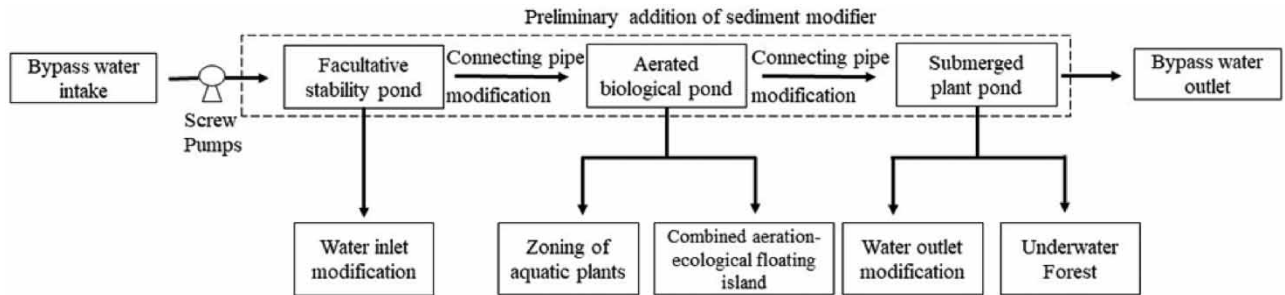 Preliminary addition of sediment modifier
Bypass water
intake
Screw
Pumps
Facultative
stability pond
Connecting pipe
modification
Aerated
biological pond
Connecting pipe
modification
Submerged
plant pond
Bypass water
outlet
Water inlet
modification
Zoning of
aquatic plants
Combined aeration-
ecological floating
island
Water outlet
modification
Underwater
Forest